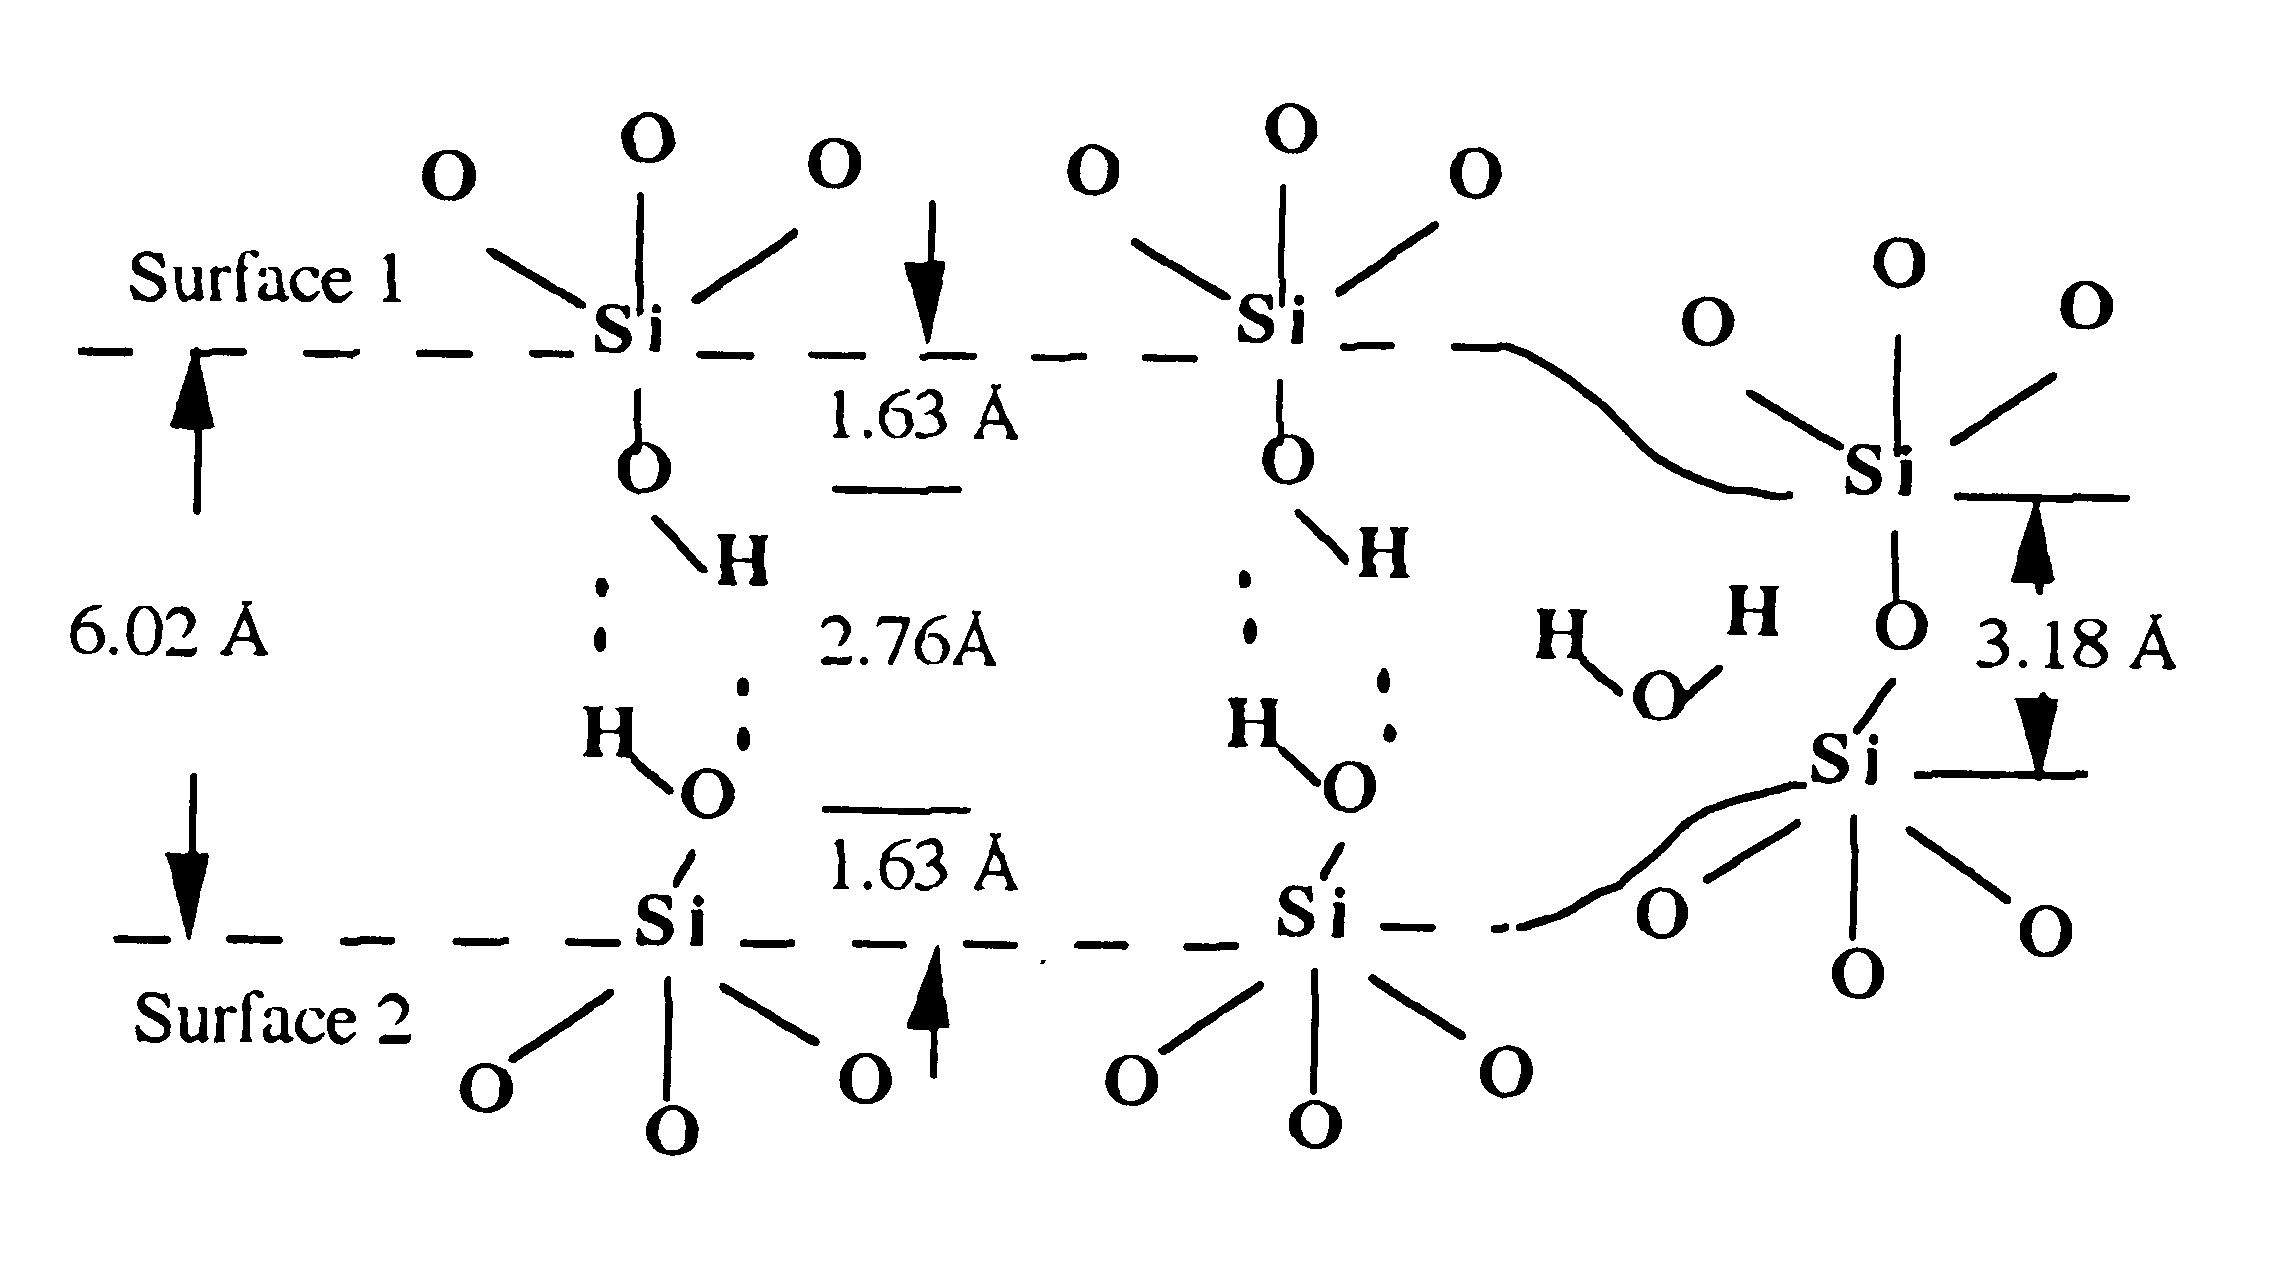 O O O O O O
Surface 1
Si Si
O O O
1.63 Å
O O
Si
H H
6.02 Å
2.76Å
H H
O
O
3.18 Å
H H
O O
Si
1.63 Å
Si Si
O O O
Surface 2
O O O O
O O